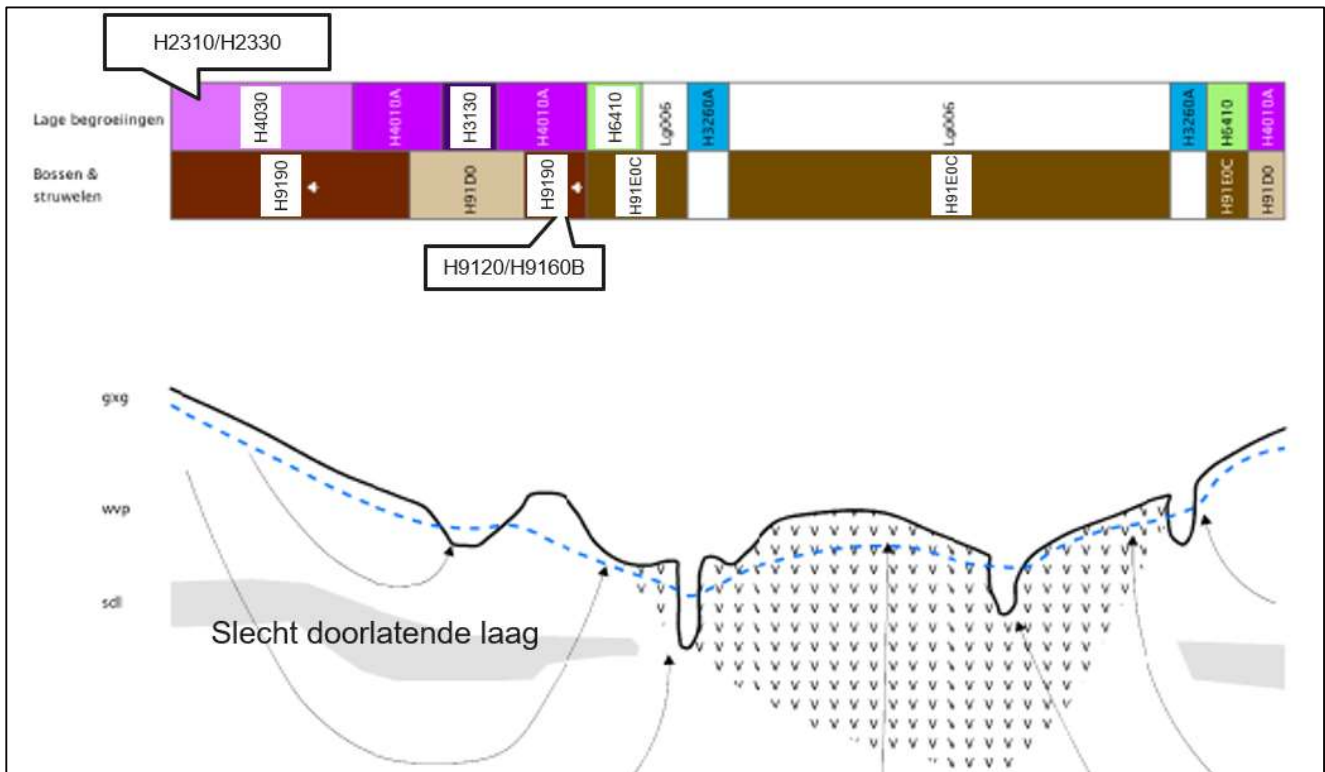 H2310/H2330
Lage begroeiingen
H4030
H4010A
H3130
H4010A
H6410
Lg006
H3260A
Lg006
H3260A
H6410
H4010A
Bossen &
struwelen
H9190
H91D0
H9190
H91E0C
H91E0C
H91E0C
H91D0
H9120/H9160B
gxg
wvp
sdl
Slecht doorlatende laag